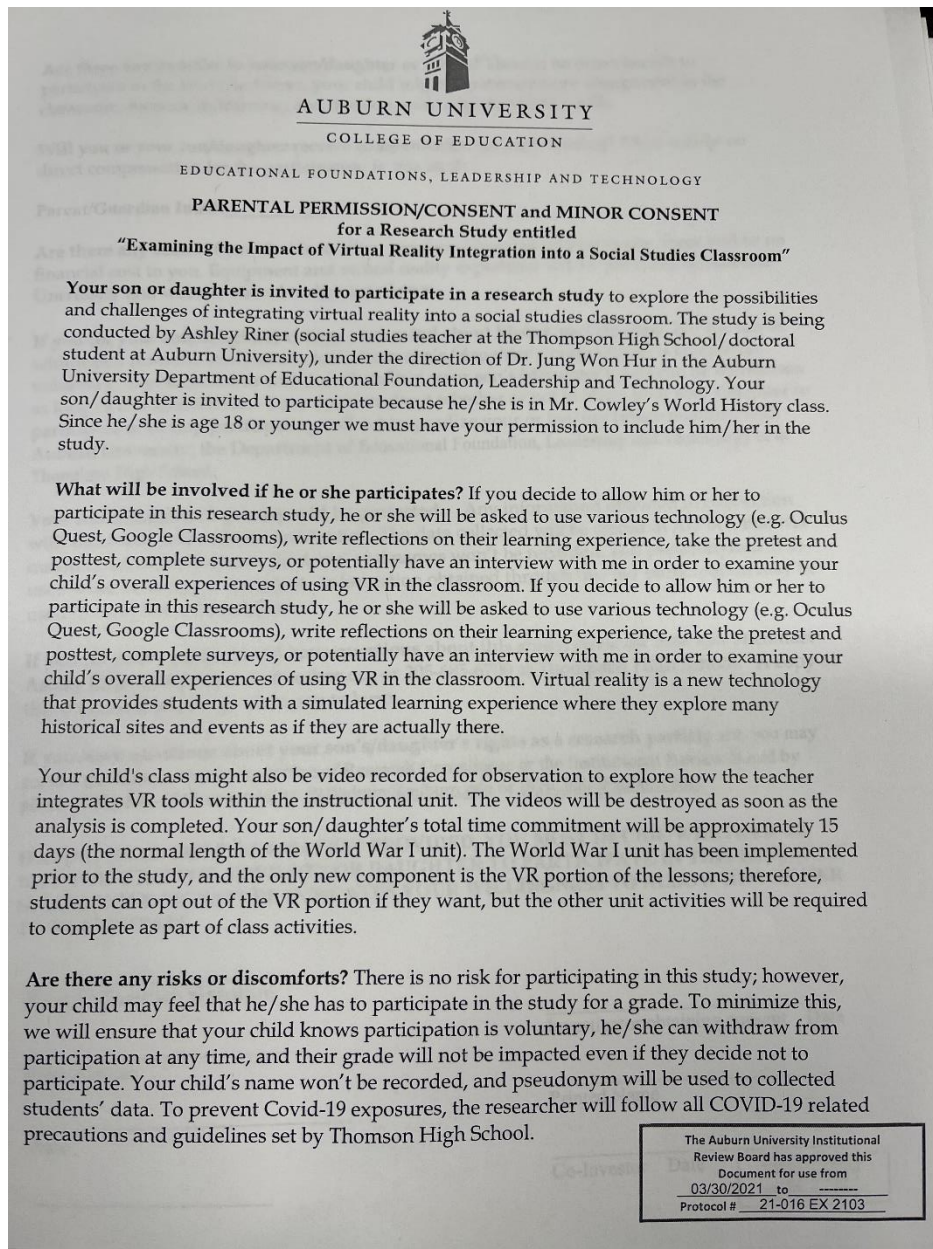 AUBURN UNIVERSITY
COLLEGE OF EDUCATION
EDUCATIONAL FOUNDATIONS, LEADERSHIP AND TECHNOLOGY
PARENTAL PERMISSION/CONSENT and MINOR CONSENT
for a Research Study entitled
"Examining the Impact of Virtual Reality Integration into a Social Studies Classroom"
Your son or daughter is invited to participate in a research study to explore the possibilities
and challenges of integrating virtual reality into a social studies classroom. The study is being
conducted by Ashley Riner (social studies teacher at the Thompson High School/doctoral
student at Auburn University), under the direction of Dr. Jung Won Hur in the Auburn
University Department of Educational Foundation, Leadership and Technology. Your
son/daughter is invited to participate because he/she is in Mr. Cowley's World History class.
Since he/she is age 18 or younger we must have your permission to include him/her in the
study.
What will be involved if he or she participates? If you decide to allow him or her to
participate in this research study, he or she will be asked to use various technology (e.g. Oculus
Quest, Google Classrooms), write reflections on their learning experience, take the pretest and
posttest, complete surveys, or potentially have an interview with me in order to examine your
child's overall experiences of using VR in the classroom. If you decide to allow him or her to
participate in this research study, he or she will be asked to use various technology (e.g. Oculus
Quest, Google Classrooms), write reflections on their learning experience, take the pretest and
posttest, complete surveys, or potentially have an interview with me in order to examine your
child's overall experiences of using VR in the classroom. Virtual reality is a new technology
that provides students with a simulated learning experience where they explore many
historical sites and events as if they are actually there.
Your child's class might also be video recorded for observation to explore how the teacher
integrates VR tools within the instructional unit. The videos will be destroyed as soon as the
analysis is completed. Your son/daughter's total time commitment will be approximately 15
days (the normal length of the World War I unit). The World War I unit has been implemented
prior to the study, and the only new component is the VR portion of the lessons; therefore,
students can opt out of the VR portion if they want, but the other unit activities will be required
to complete as part of class activities.
Are there any risks or discomforts? There is no risk for participating in this study; however,
your child may feel that he/she has to participate in the study for a grade. To minimize this,
we will ensure that your child knows participation is voluntary, he/she can withdraw from
participation at any time, and their grade will not be impacted even if they decide not to
participate. Your child's name won't be recorded, and pseudonym will be used to collected
students' data. To prevent Covid-19 exposures, the researcher will follow all COVID-19 related
precautions and guidelines set by Thomson High School.
The Auburn University Institutional
Review Board has approved this
Document for use from
03/30/2021 to --------
Protocol # 21-016 EX 2103